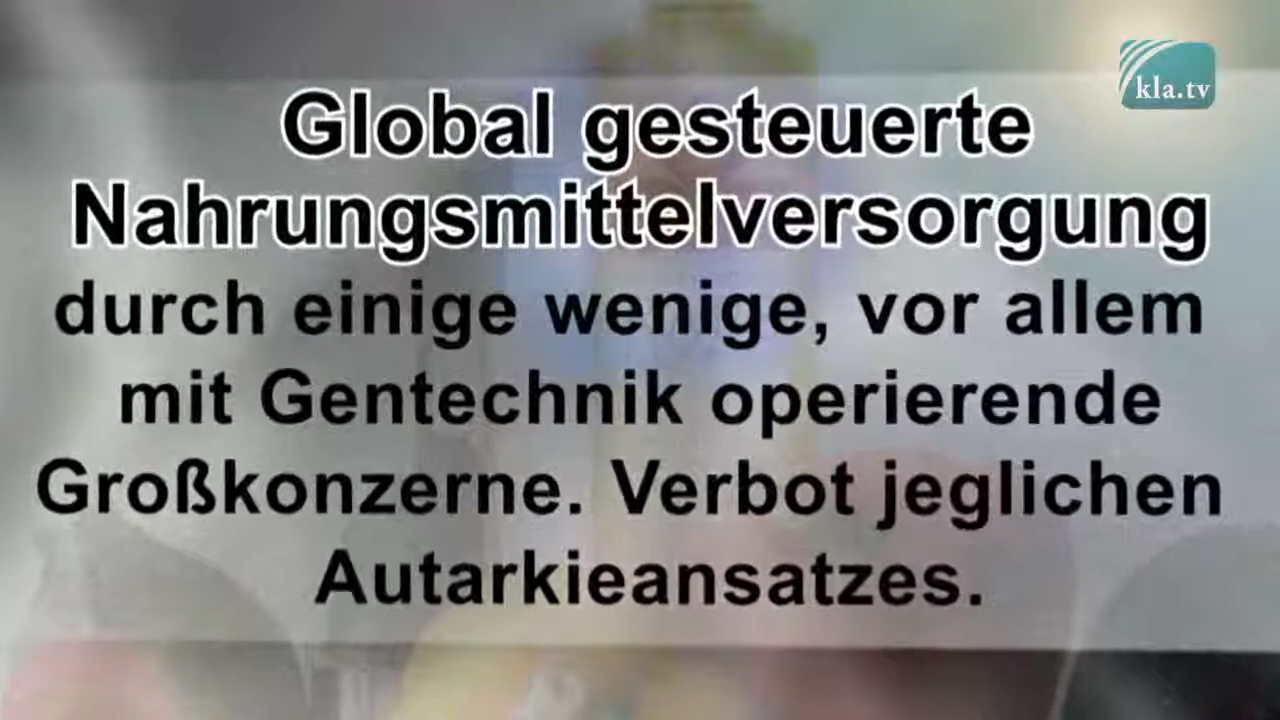 kla.tv
Global gesteuerte
Nahrungsmittelversorgung
durch einige wenige, vor allem
mit Gentechnik operierende
Großkonzerne. Verbot jeglichen
Autarkieansatzes.